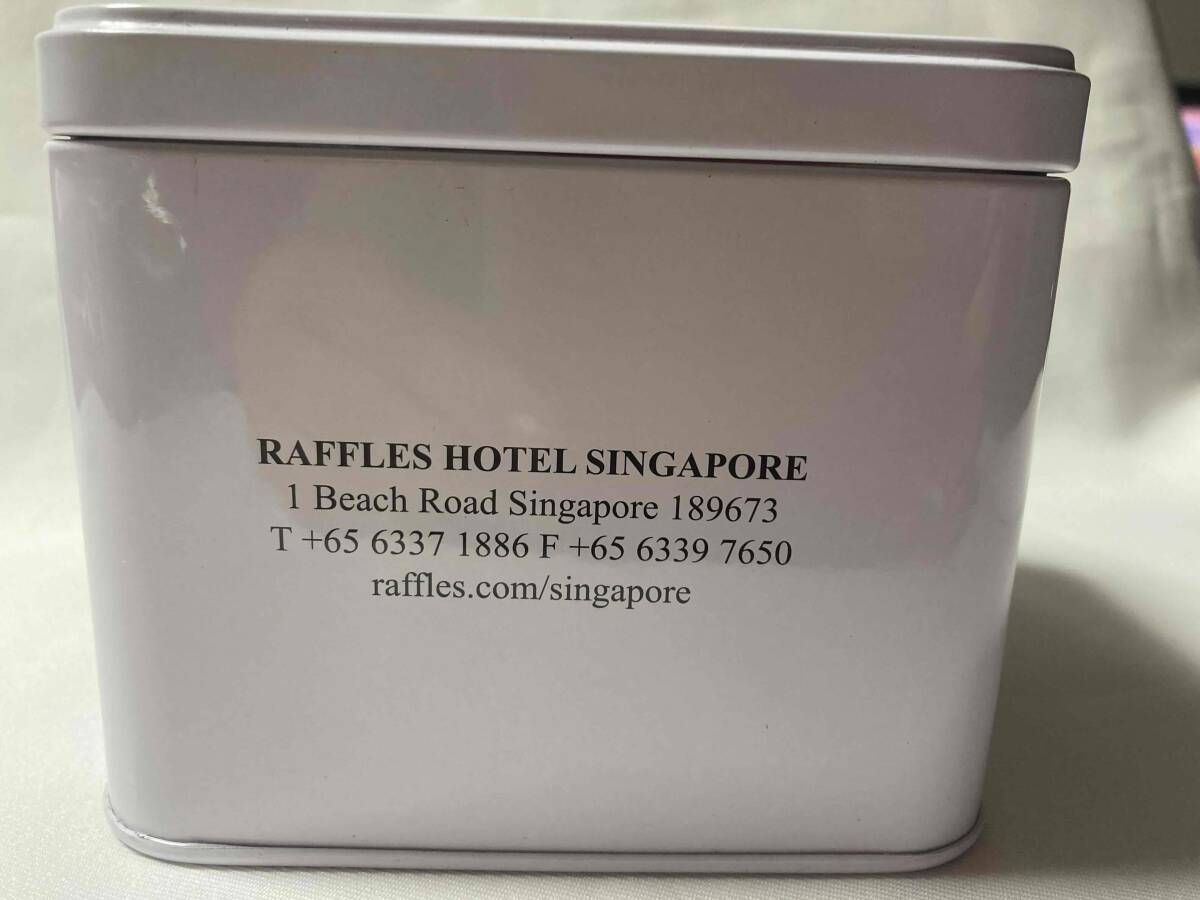 RAFFLES HOTEL SINGAPORE
1 Beach Road Singapore 189673
T +65 6337 1886 F +65 6339 7650
raffles.com/singapore